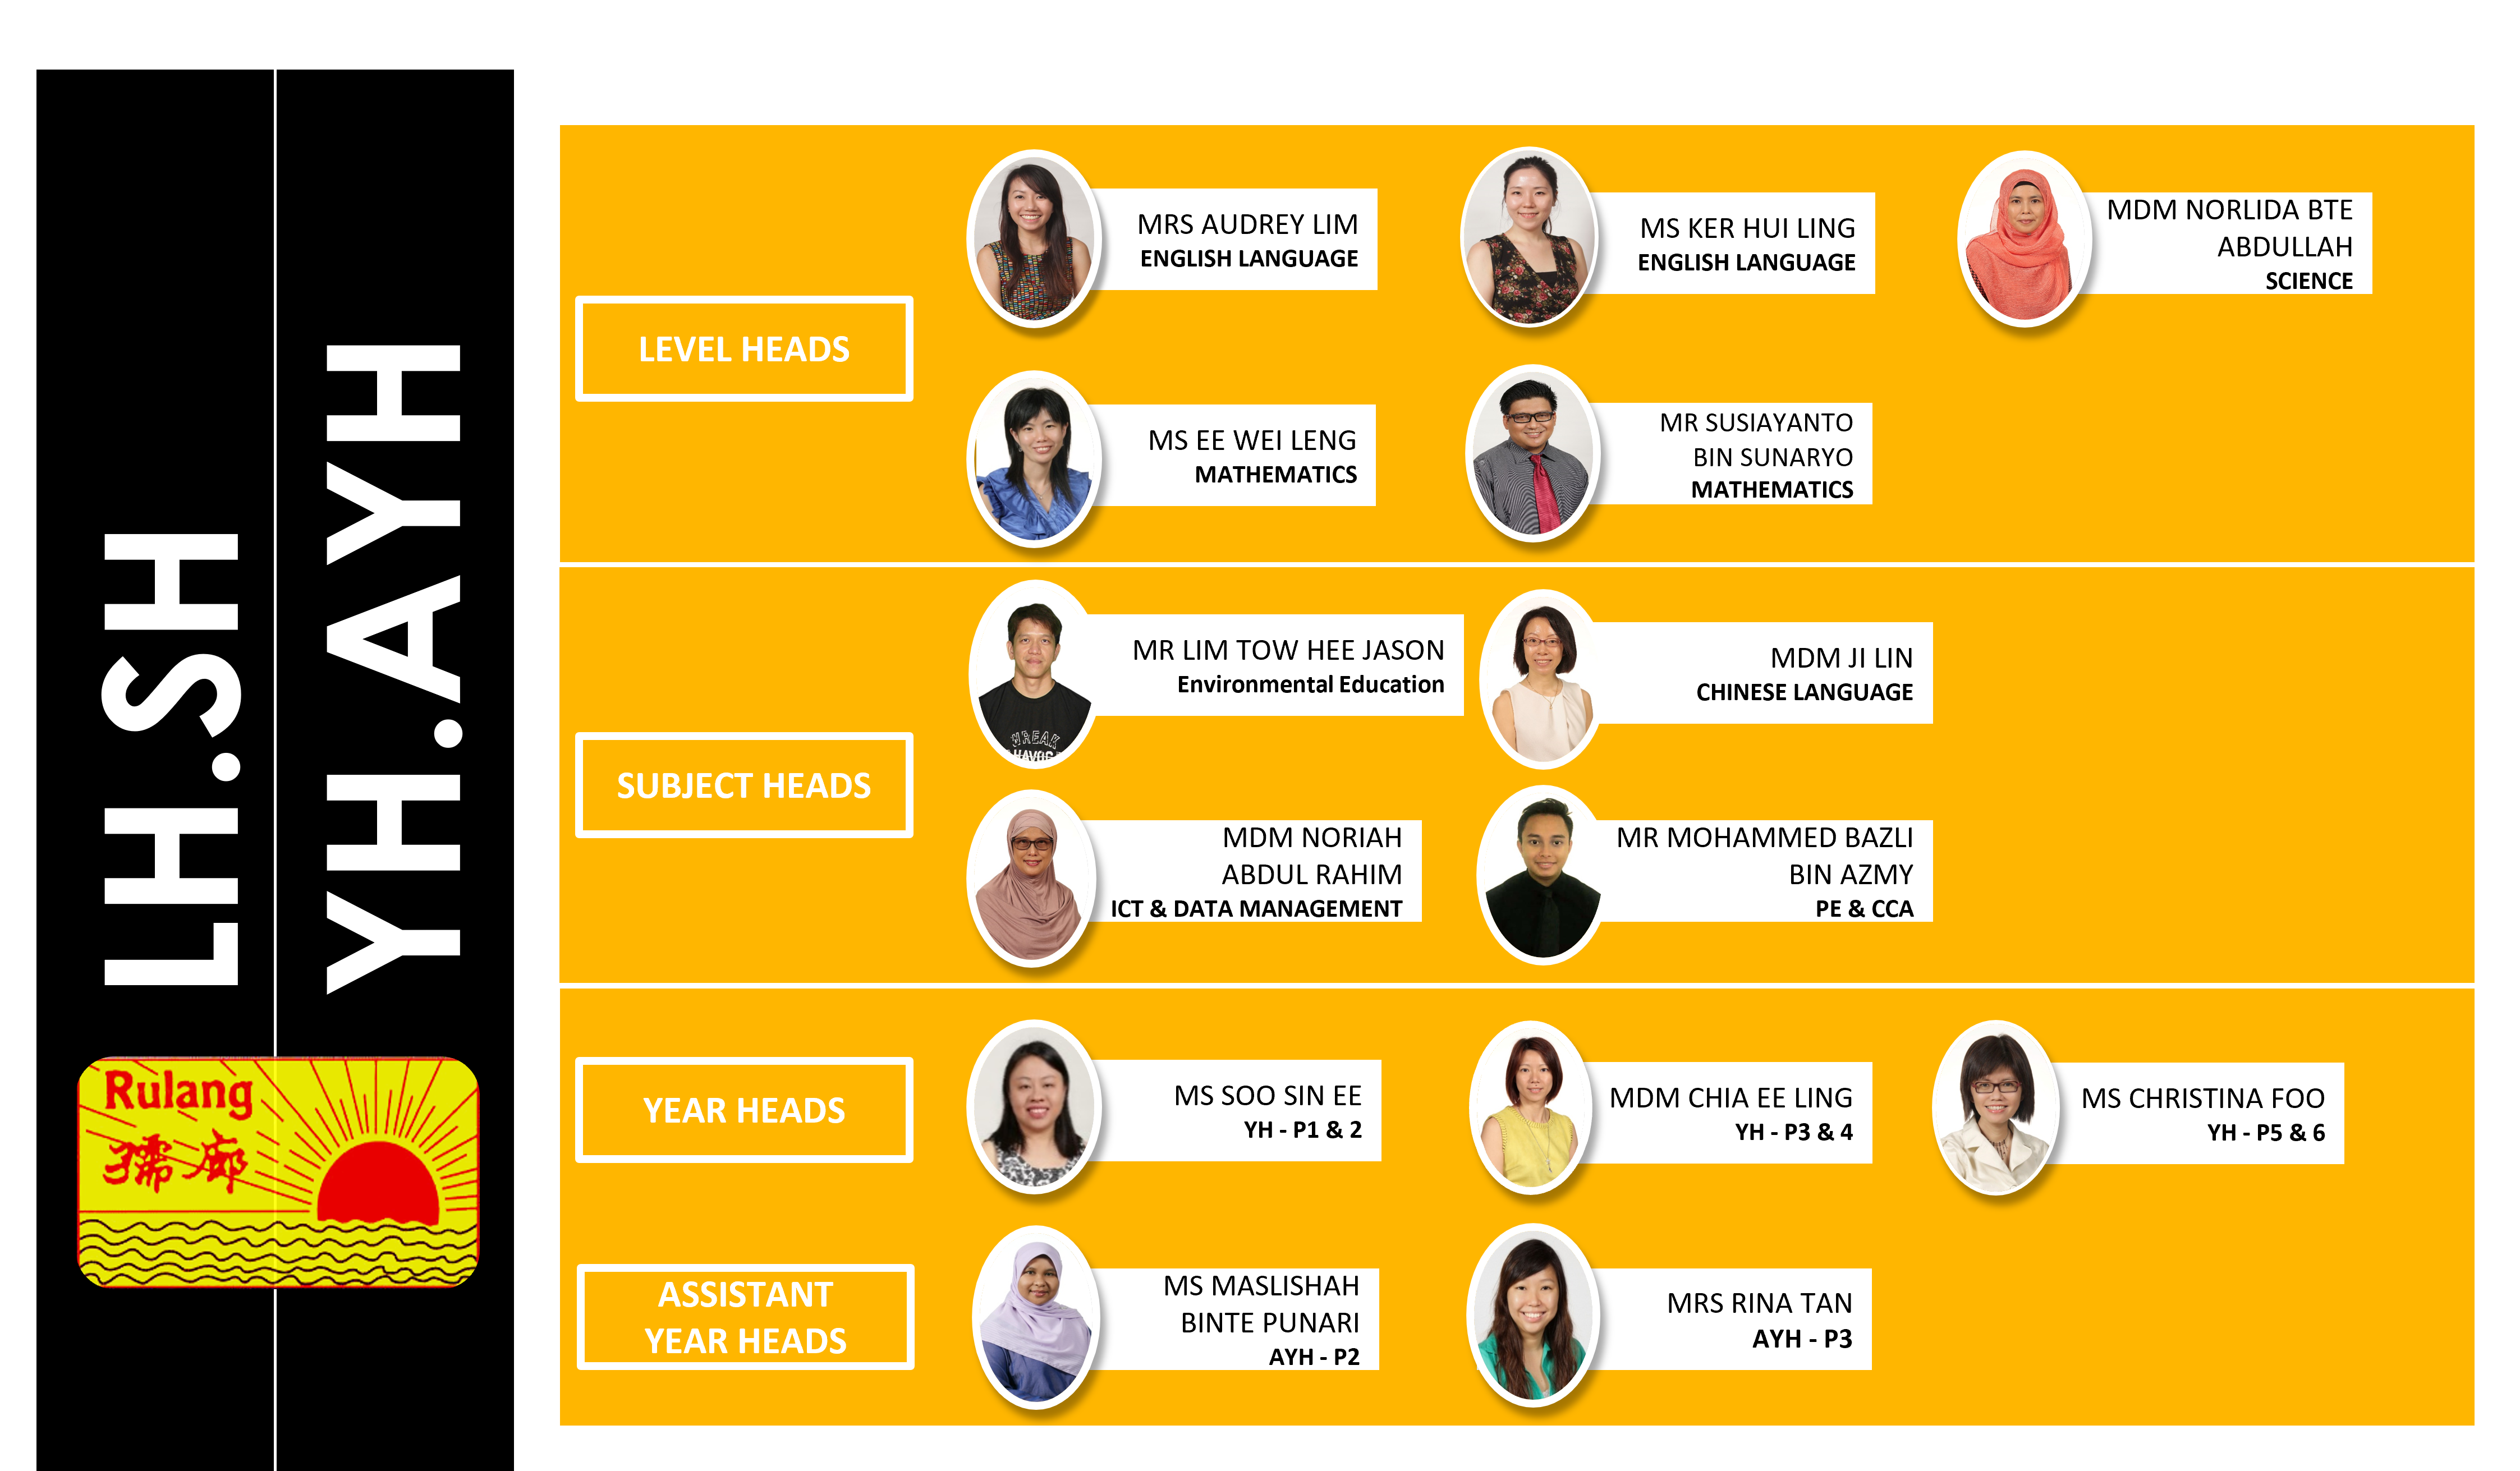 LH.SH
YH.AYH
Rulang
孺廊
LEVEL HEADS
MRS AUDREY LIM
ENGLISH LANGUAGE
MS KER HUI LING
ENGLISH LANGUAGE
MDM NORLIDA BTE
ABDULLAH
SCIENCE
MS EE WEI LENG
MATHEMATICS
MR SUSIAYANTO
BIN SUNARYO
MATHEMATICS
SUBJECT HEADS
MR LIM TOW HEE JASON
Environmental Education
WREAK
HAVOC
MDM JI LIN
CHINESE LANGUAGE
MDM NORIAH
ABDUL RAHIM
ICT & DATA MANAGEMENT
MR MOHAMMED BAZLI
BIN AZMY
PE & CCA
YEAR HEADS
MS SOO SIN EE
YH - P1 & 2
MDM CHIA EE LING
YH - P3 & 4
MS CHRISTINA FOO
YH - P5 & 6
ASSISTANT
YEAR HEADS
MS MASLISHAH
BINTE PUNARI
AYH - P2
MRS RINA TAN
AYH - P3